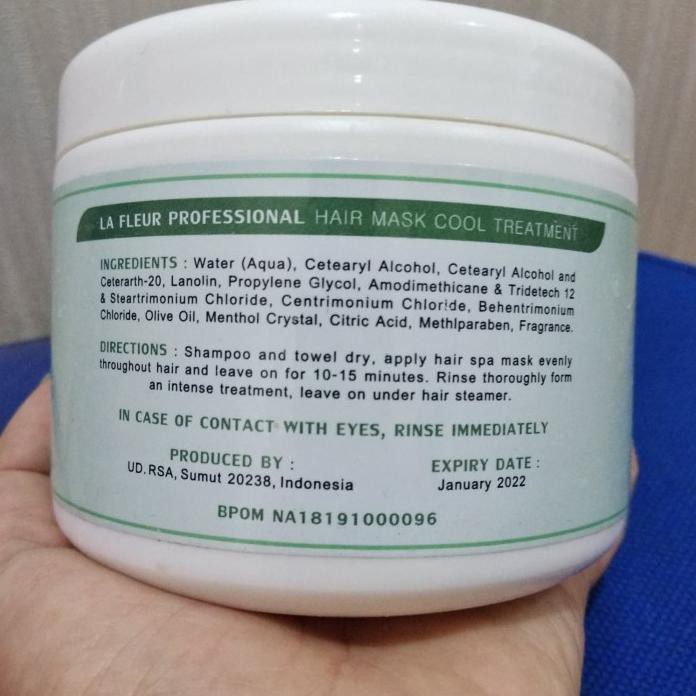 LA FLEUR PROFESSIONAL HAIR MASK COOL TREATMENT
INGREDIENTS : Water (Aqua), Cetearyl Alcohol, Cetearyl Alcohol and
Ceterarth-20, Lanolin, Propylene Glycol, Amodimethicane & Tridetech 12
& Steartrimonium Chloride, Centrimonium Chloride, Behentrimonium
Chloride, Olive Oil, Menthol Crystal, Citric Acid, Methlparaben, Fragrance.
DIRECTIONS : Shampoo and towel dry, apply hair spa mask evenly
throughout hair and leave on for 10-15 minutes. Rinse thoroughly form
an intense treatment, leave on under hair steamer.
IN CASE OF CONTACT WITH EYES, RINSE IMMEDIATELY
PRODUCED BY :
UD. RSA, Sumut 20238, Indonesia
EXPIRY DATE :
January 2022
BPOM NA18191000096